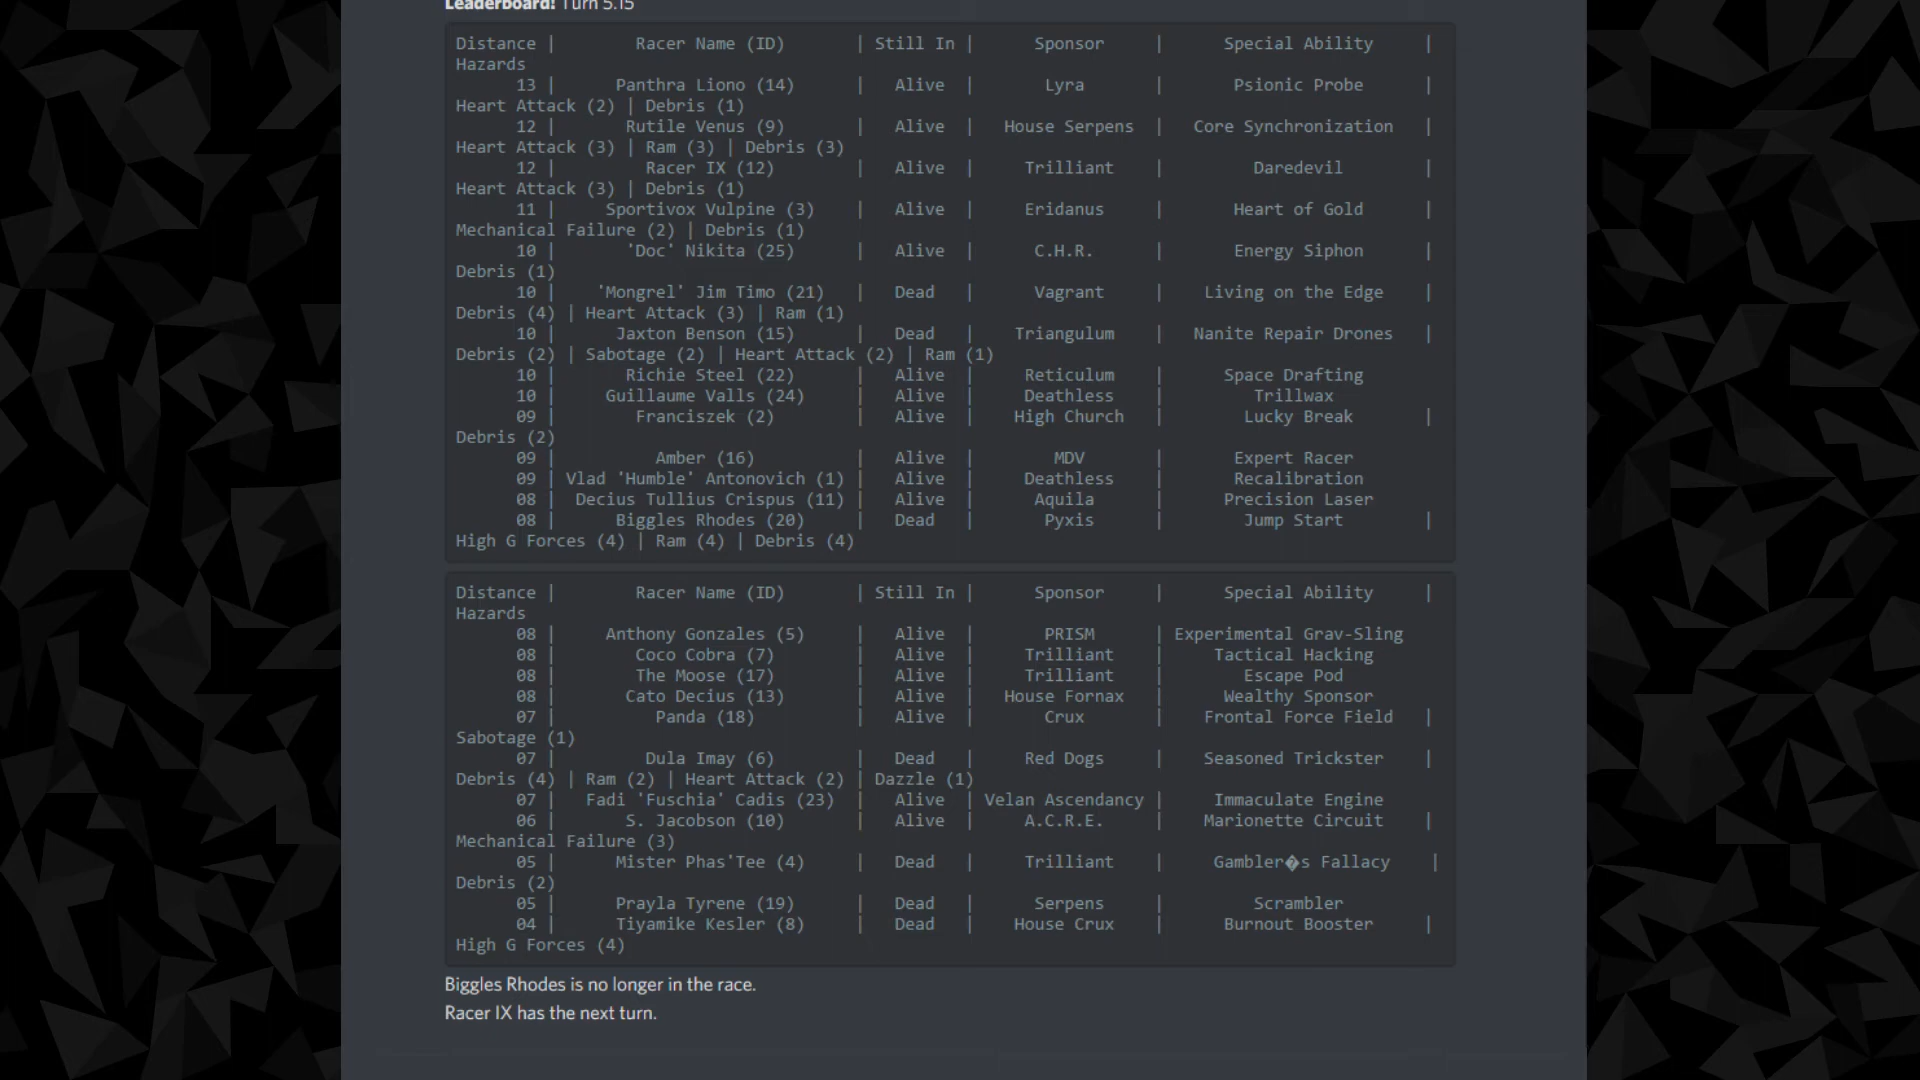 Leaderboard! Turn 5.15
Distance | Racer Name (ID) | Still In | Sponsor | Special Ability |
Hazards
13 | Panthra Liono (14) | Alive | Lyra | Psionic Probe |
Heart Attack (2) | Debris (1)
12 | Rutile Venus (9) | Alive | House Serpens | Core Synchronization |
Heart Attack (3) | Ram (3) | Debris (3)
12 | Racer IX (12) | Alive | Trilliant | Daredevil |
Heart Attack (3) | Debris (1)
11 | Sportivox Vulpine (3) | Alive | Eridanus | Heart of Gold |
Mechanical Failure (2) | Debris (1)
10 | 'Doc' Nikita (25) | Alive | C.H.R. | Energy Siphon |
Debris (1)
10 | 'Mongrel' Jim Timo (21) | Dead | Vagrant | Living on the Edge |
Debris (4) | Heart Attack (3) | Ram (1)
10 | Jaxton Benson (15) | Dead | Triangulum | Nanite Repair Drones |
Debris (2) | Sabotage (2) | Heart Attack (2) | Ram (1)
10 | Richie Steel (22) | Alive | Reticulum | Space Drafting
10 | Guillaume Valls (24) | Alive | Deathless | Trillwax
09 | Franciszek (2) | Alive | High Church | Lucky Break |
Debris (2)
09 | Amber (16) | Alive | MDV | Expert Racer
09 | Vlad 'Humble' Antonovich (1) | Alive | Deathless | Recalibration
08 | Decius Tullius Crispus (11) | Alive | Aquila | Precision Laser
08 | Biggles Rhodes (20) | Dead | Pyxis | Jump Start |
High G Forces (4) | Ram (4) | Debris (4)
Distance | Racer Name (ID) | Still In | Sponsor | Special Ability |
Hazards
08 | Anthony Gonzales (5) | Alive | PRISM | Experimental Grav-Sling
08 | Coco Cobra (7) | Alive | Trilliant | Tactical Hacking
08 | The Moose (17) | Alive | Trilliant | Escape Pod
08 | Cato Decius (13) | Alive | House Fornax | Wealthy Sponsor
07 | Panda (18) | Alive | Crux | Frontal Force Field |
Sabotage (1)
07 | Dula Imay (6) | Dead | Red Dogs | Seasoned Trickster |
Debris (4) | Ram (2) | Heart Attack (2) | Dazzle (1)
07 | Fadi 'Fuschia' Cadis (23) | Alive | Velan Ascendancy | Immaculate Engine
06 | S. Jacobson (10) | Alive | A.C.R.E. | Marionette Circuit |
Mechanical Failure (3)
05 | Mister Phas'Tee (4) | Dead | Trilliant | Gambler�s Fallacy |
Debris (2)
05 | Prayla Tyrene (19) | Dead | Serpens | Scrambler
04 | Tiyamike Kesler (8) | Dead | House Crux | Burnout Booster |
High G Forces (4)
Biggles Rhodes is no longer in the race.
Racer IX has the next turn.